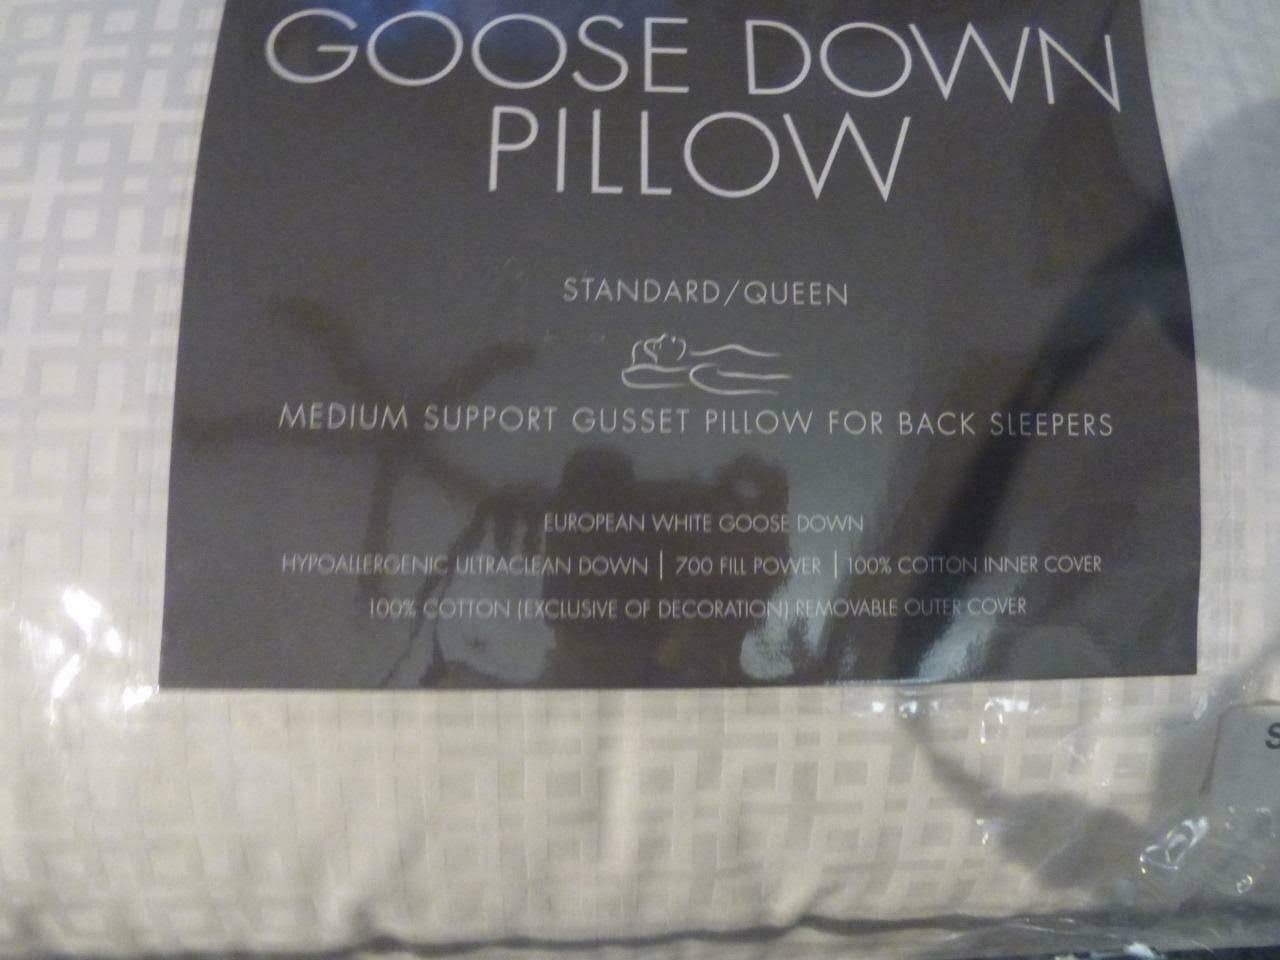 GOOSE DOWN
PILLOW
STANDARD/QUEEN
MEDIUM SUPPORT GUSSET PILLOW FOR BACK SLEEPERS
EUROPEAN WHITE GOOSE DOWN
HYPOALLERGENIC ULTRACLEAN DOWN | 700 FILL POWER | 100% COTTON INNER COVER
100% COTTON (EXCLUSIVE OF DECORATION) REMOVABLE OUTER COVER
S